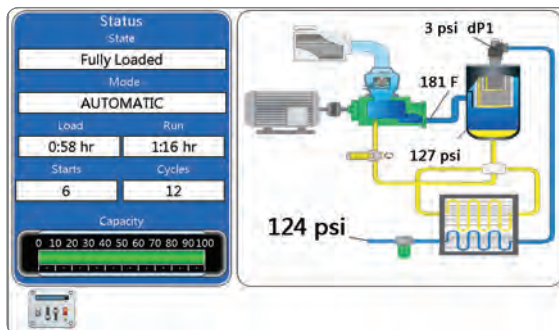 Status
State
Fully Loaded
Mode
AUTOMATIC
Load Run
0:58 hr 1:16 hr
Starts Cycles
6 12
Capacity
0 10 20 30 40 50 60 70 80 90 100
3 psi dP1
181 F
127 psi
124 psi